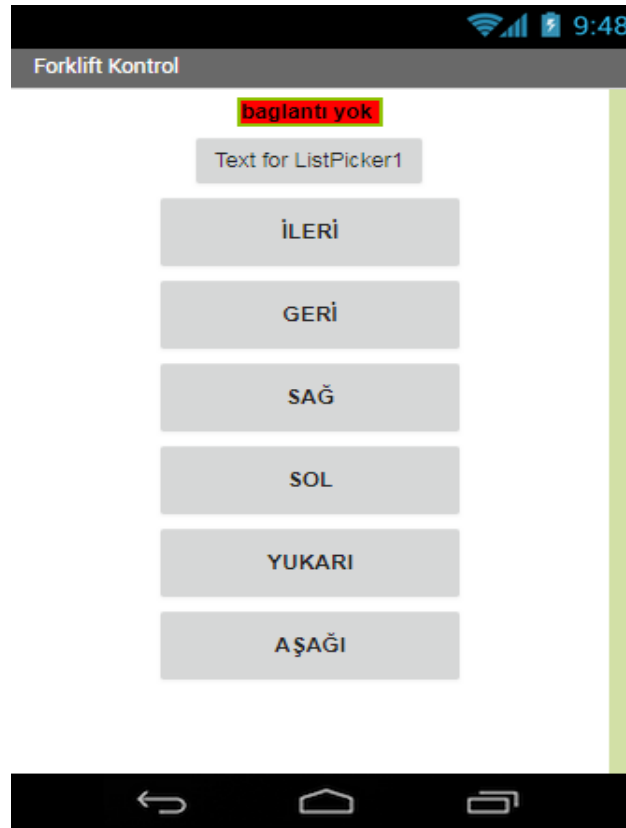 9:48
Forklift Kontrol
baglantı yok
Text for ListPicker1
İLERİ
GERİ
SAĞ
SOL
YUKARI
AŞAĞI